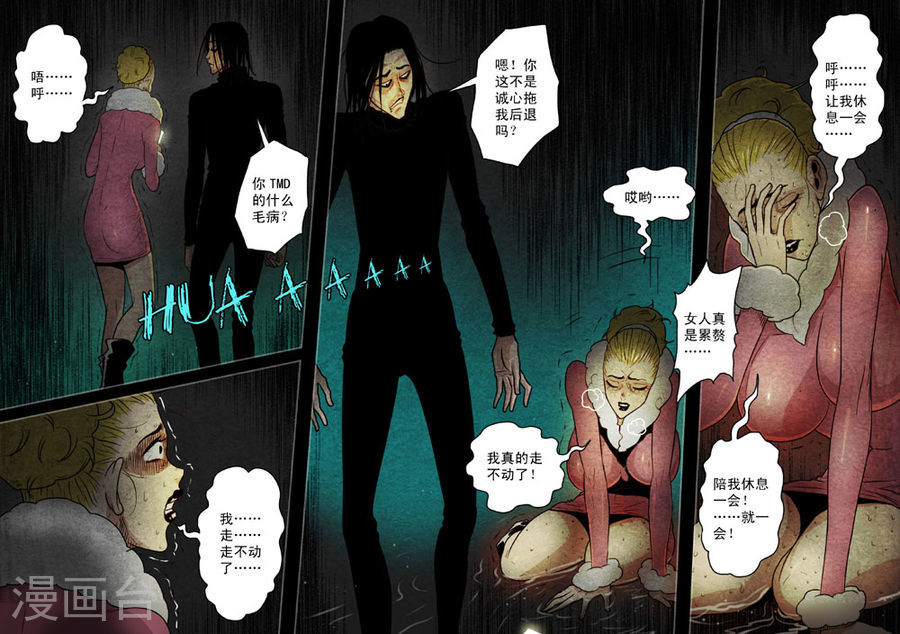 唔……
呼……
你 TMD
的什么
毛病？
HUA A A A A A
我……
走……
走不动
了……
嗯！你
这不是
诚心拖
我后退
吗？
哎哟……
女人真
是累赘
……
我真的走
不动了！
呼……
呼……
让我休
息一会
……
陪我休息
一会！
……就一
会！
漫画台